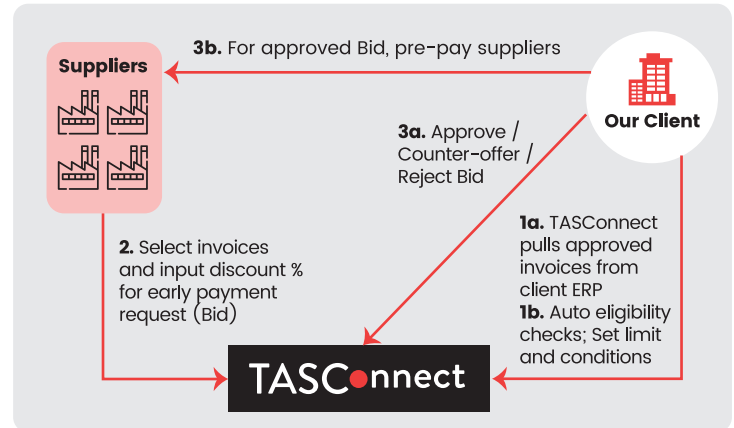 3b. For approved Bid, pre-pay suppliers
Suppliers
Our Client
3a. Approve /
Counter-offer /
Reject Bid
1a. TASConnect
pulls approved
invoices from
client ERP
1b. Auto eligibility
checks; Set limit
and conditions
2. Select invoices
and input discount %
for early payment
request (Bid)
TASConnect